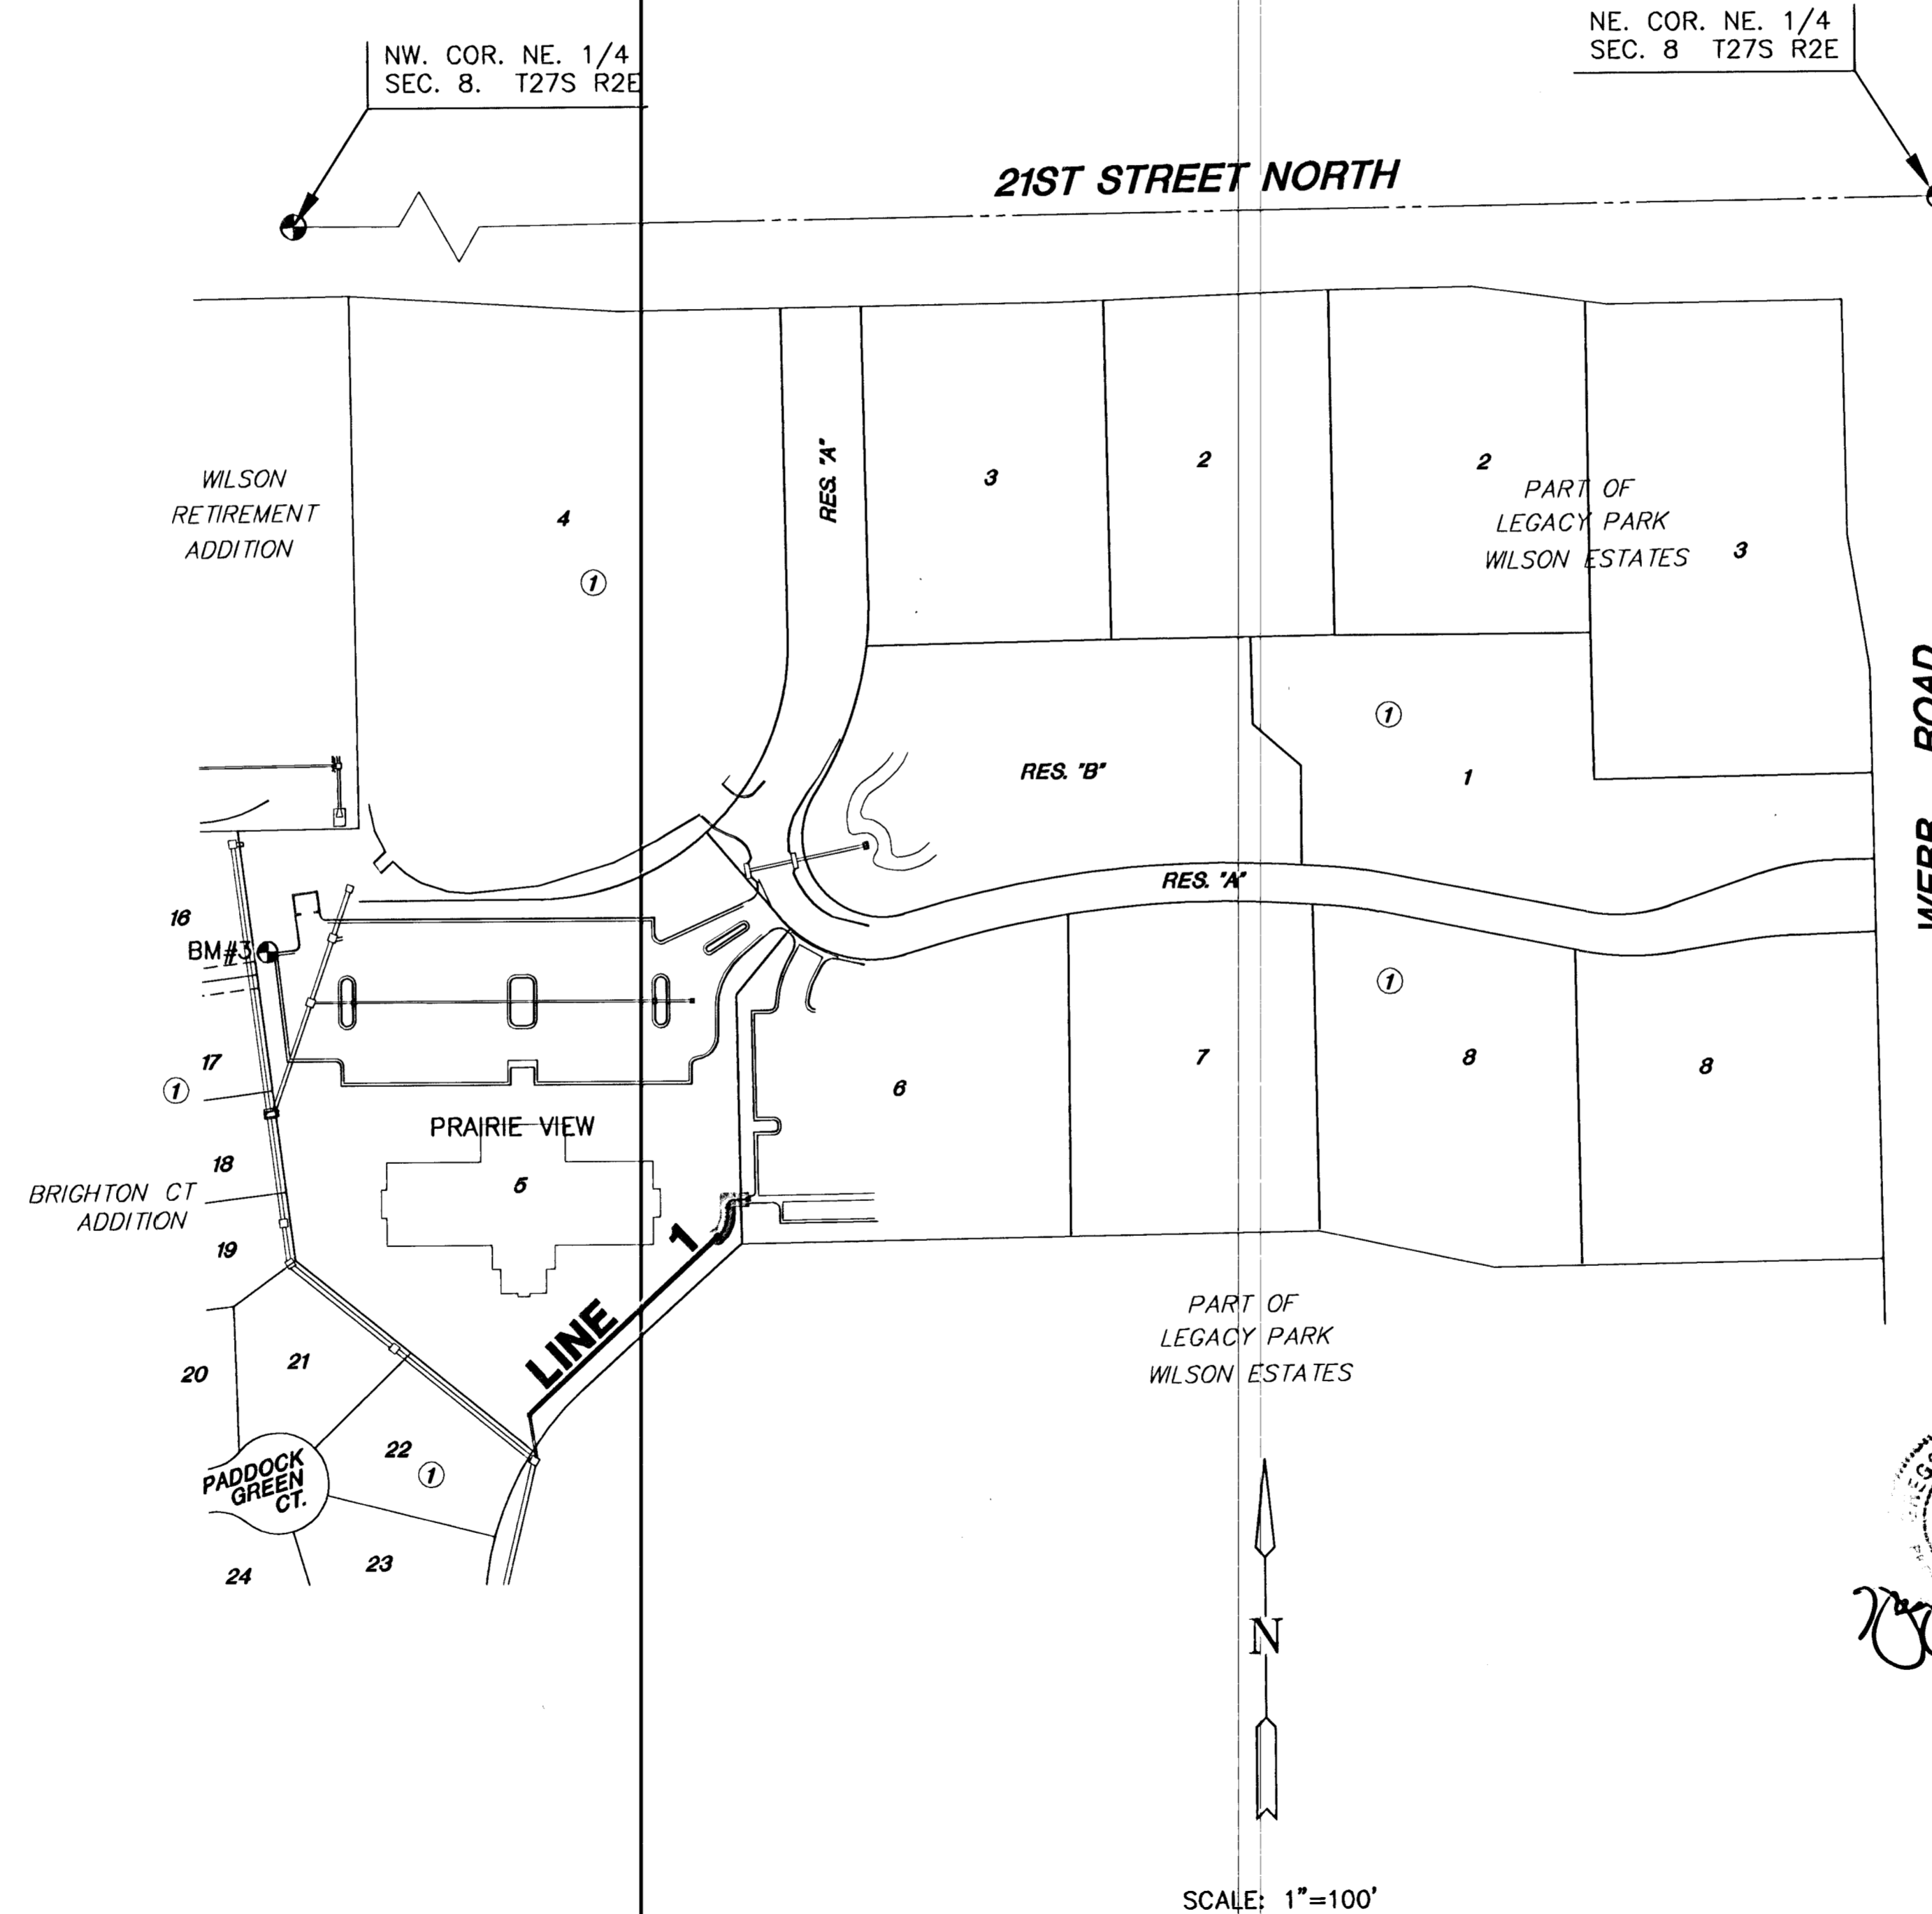 NW. COR. NE. 1/4
SEC. 8. T27S R2E
NE. COR. NE. 1/4
SEC. 8 T27S R2E
21ST STREET NORTH
WILSON
RETIREMENT
ADDITION
4
1
RES. "A"
3
2
2
PART OF
LEGACY PARK
WILSON ESTATES
3
WEBB ROAD
RES. "B"
1
1
RES. "A"
16
BM#3
17
1
18
BRIGHTON CT
ADDITION
19
PRAIRIE VIEW
5
6
7
1
8
8
LINE 1
PART OF
LEGACY PARK
WILSON ESTATES
20
21
22
1
PADDOCK
GREEN
CT.
23
24
N
SCALE: 1"=100'